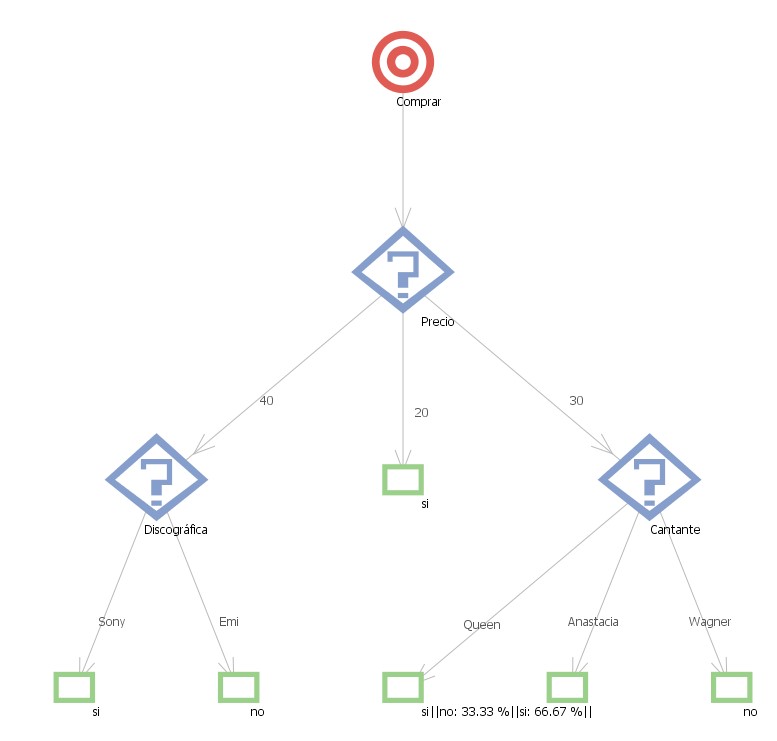 Comprar
Precio
40
20
30
si
Discográfica
Cantante
Sony
Emi
Queen
Anastacia
Wagner
si
no
si||no: 33.33 %||si: 66.67 %||
no